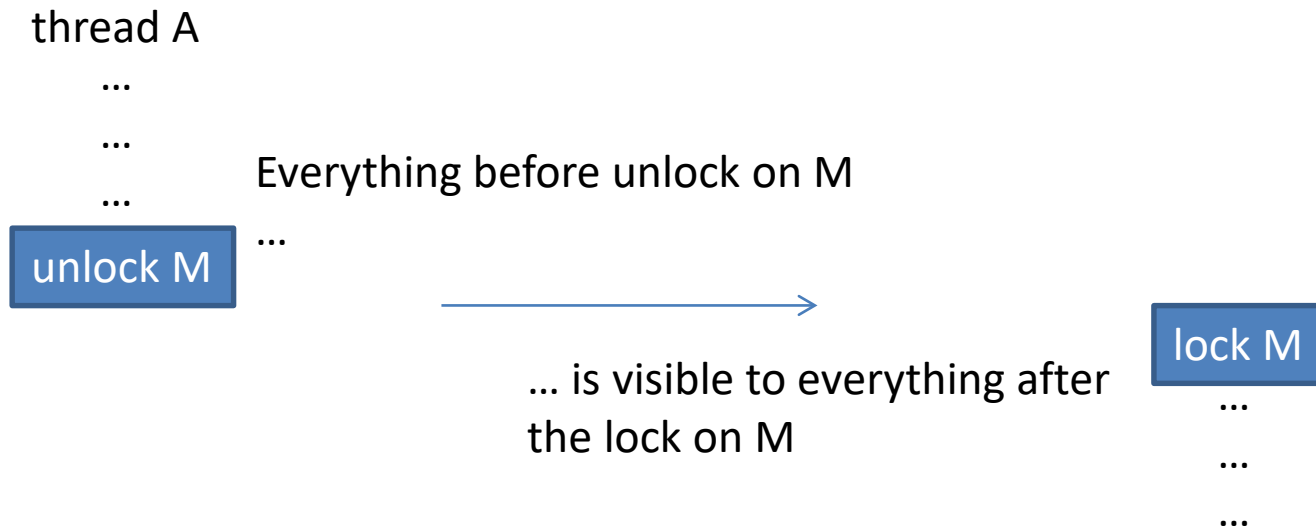 thread A
…
…
…
Everything before unlock on M
…
unlock M
lock M
… is visible to everything after
the lock on M
…
…
…